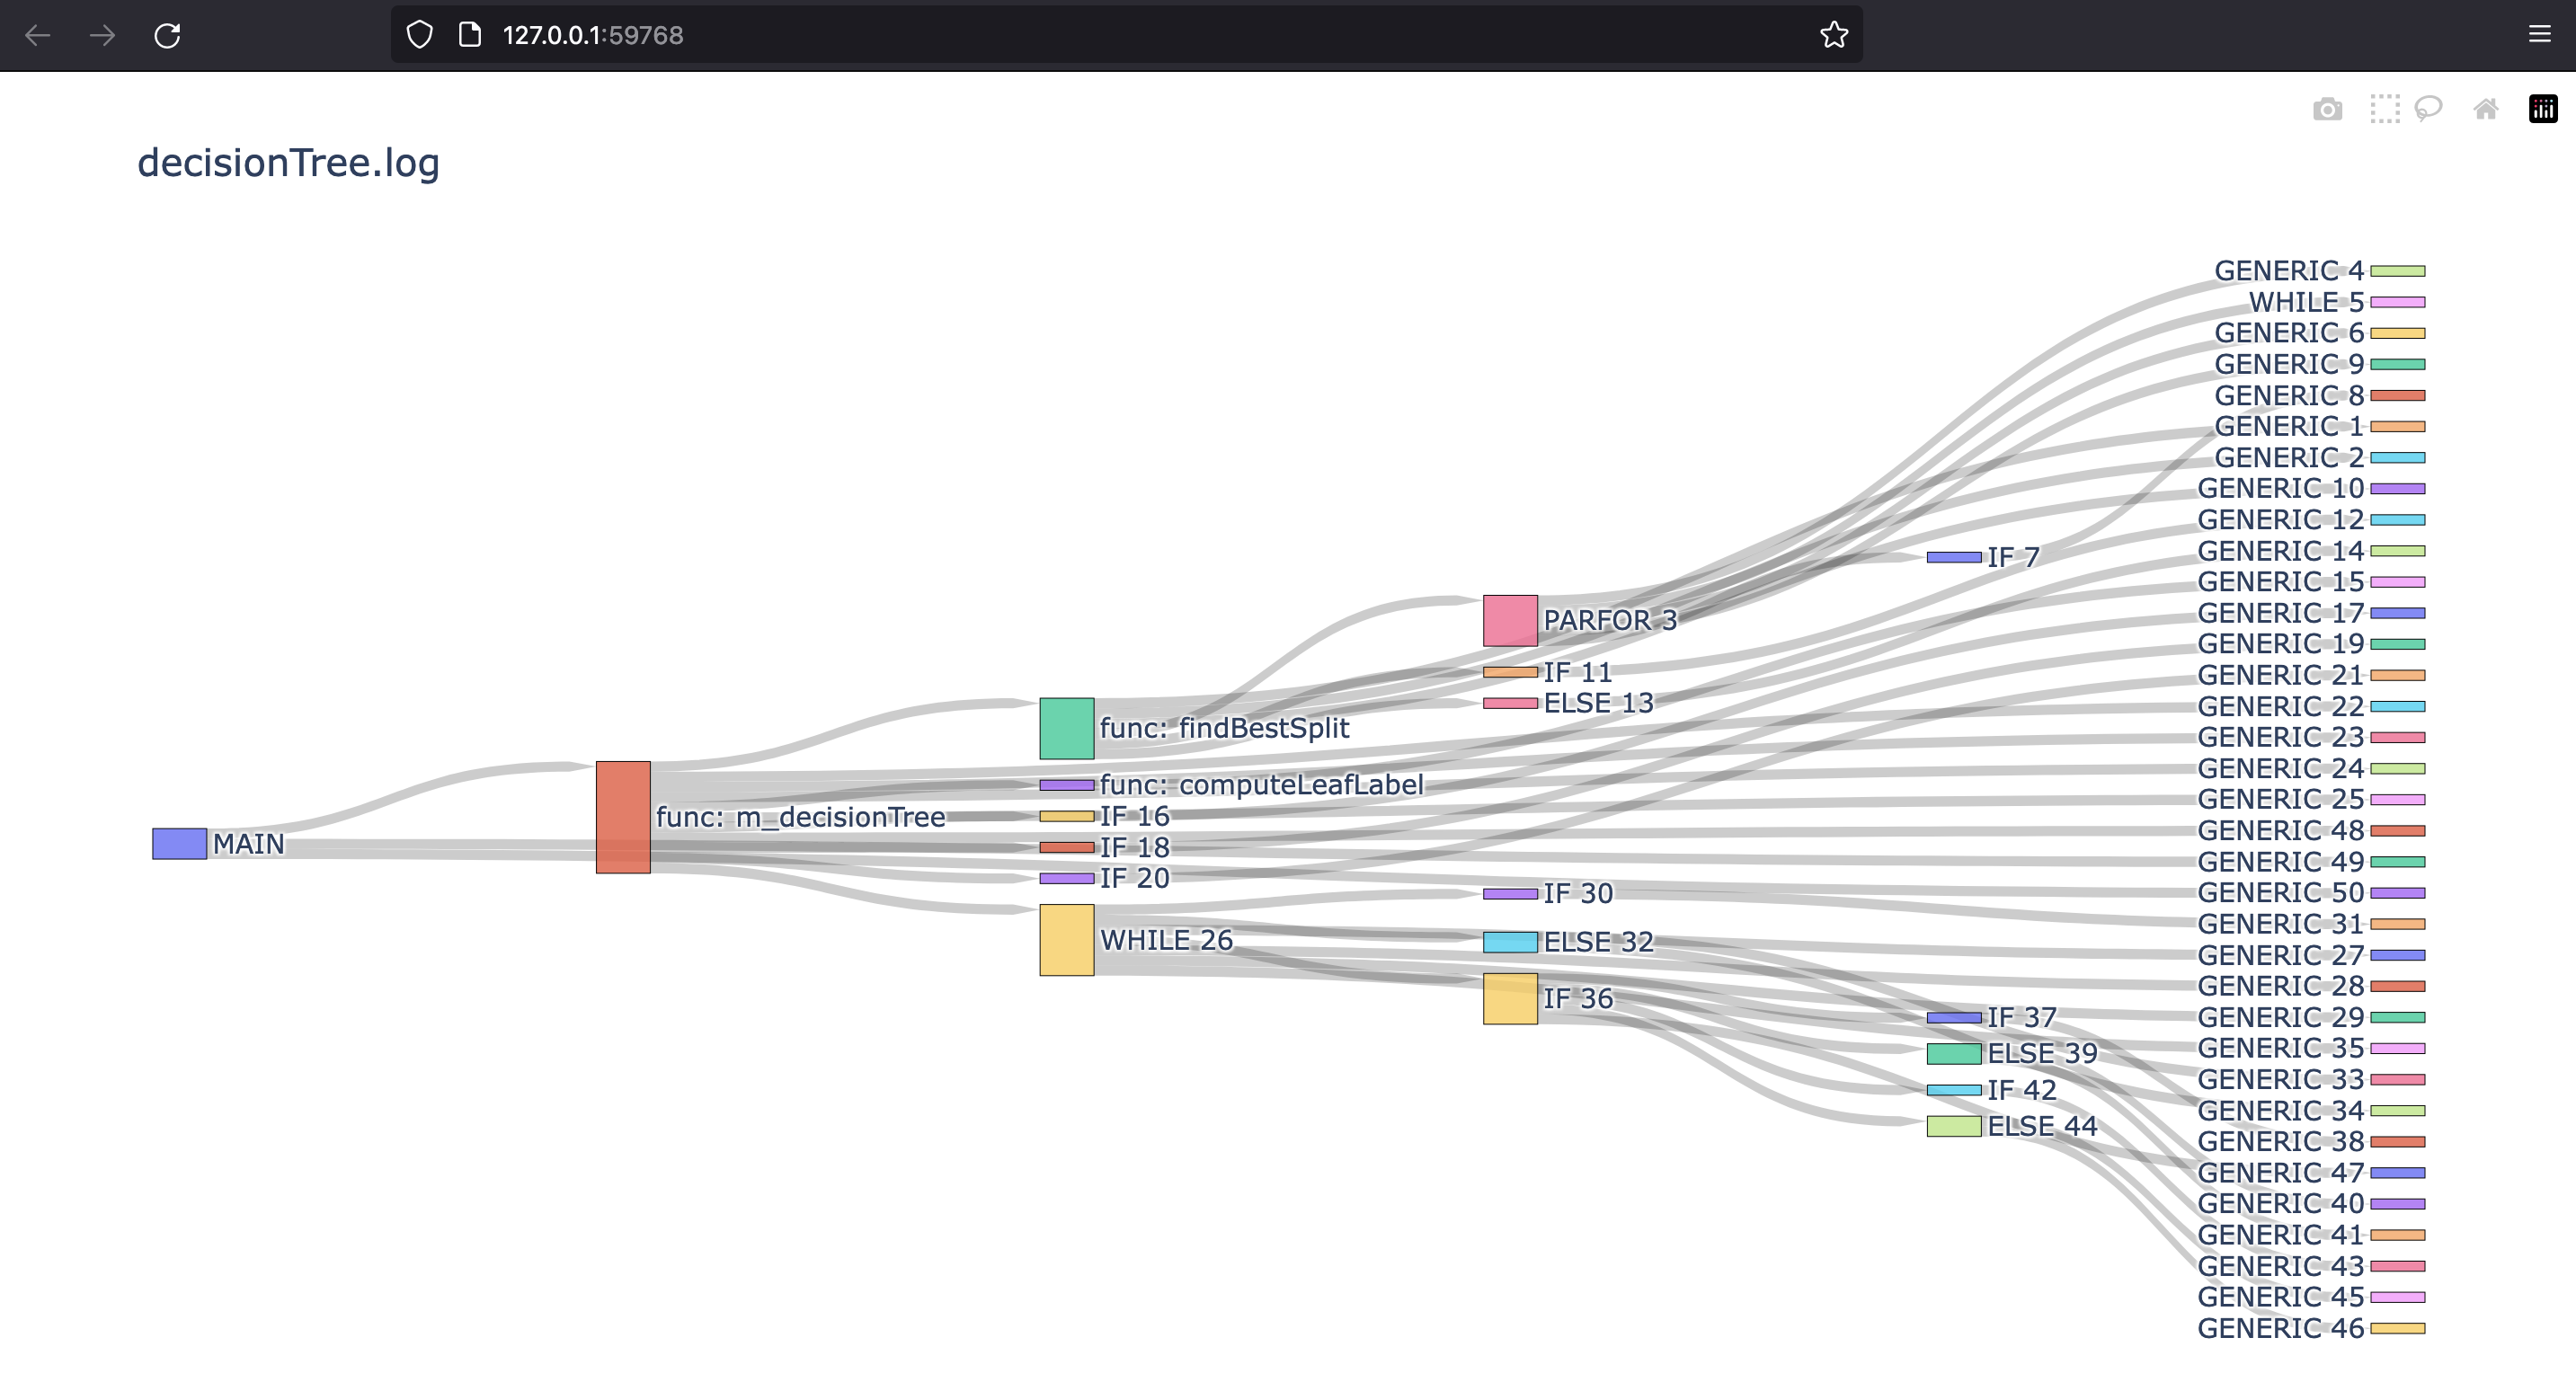 127.0.0.1:59768
decisionTree.log
MAIN
func: m_decisionTree
func: findBestSplit
func: computeLeafLabel
IF 16
IF 18
IF 20
WHILE 26
PARFOR 3
IF 11
ELSE 13
IF 30
ELSE 32
IF 36
IF 7
IF 37
ELSE 39
IF 42
ELSE 44
GENERIC 4
WHILE 5
GENERIC 6
GENERIC 9
GENERIC 8
GENERIC 1
GENERIC 2
GENERIC 10
GENERIC 12
GENERIC 14
GENERIC 15
GENERIC 17
GENERIC 19
GENERIC 21
GENERIC 22
GENERIC 23
GENERIC 24
GENERIC 25
GENERIC 48
GENERIC 49
GENERIC 50
GENERIC 31
GENERIC 27
GENERIC 28
GENERIC 29
GENERIC 35
GENERIC 33
GENERIC 34
GENERIC 38
GENERIC 47
GENERIC 40
GENERIC 41
GENERIC 43
GENERIC 45
GENERIC 46